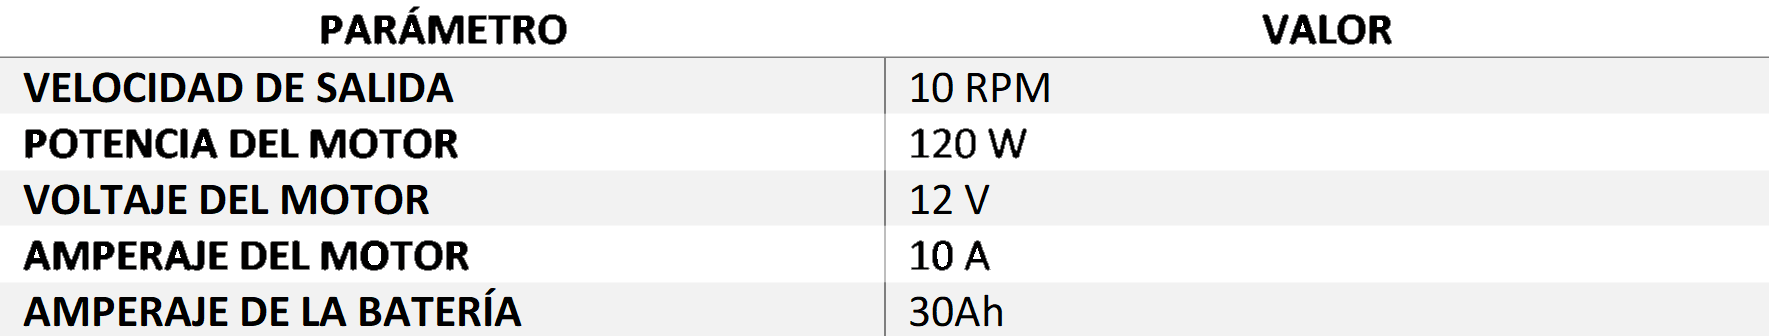 PARÁMETRO VALOR
VELOCIDAD DE SALIDA 10 RPM
POTENCIA DEL MOTOR 120 W
VOLTAJE DEL MOTOR 12 V
AMPERAJE DEL MOTOR 10 A
AMPERAJE DE LA BATERÍA 30Ah